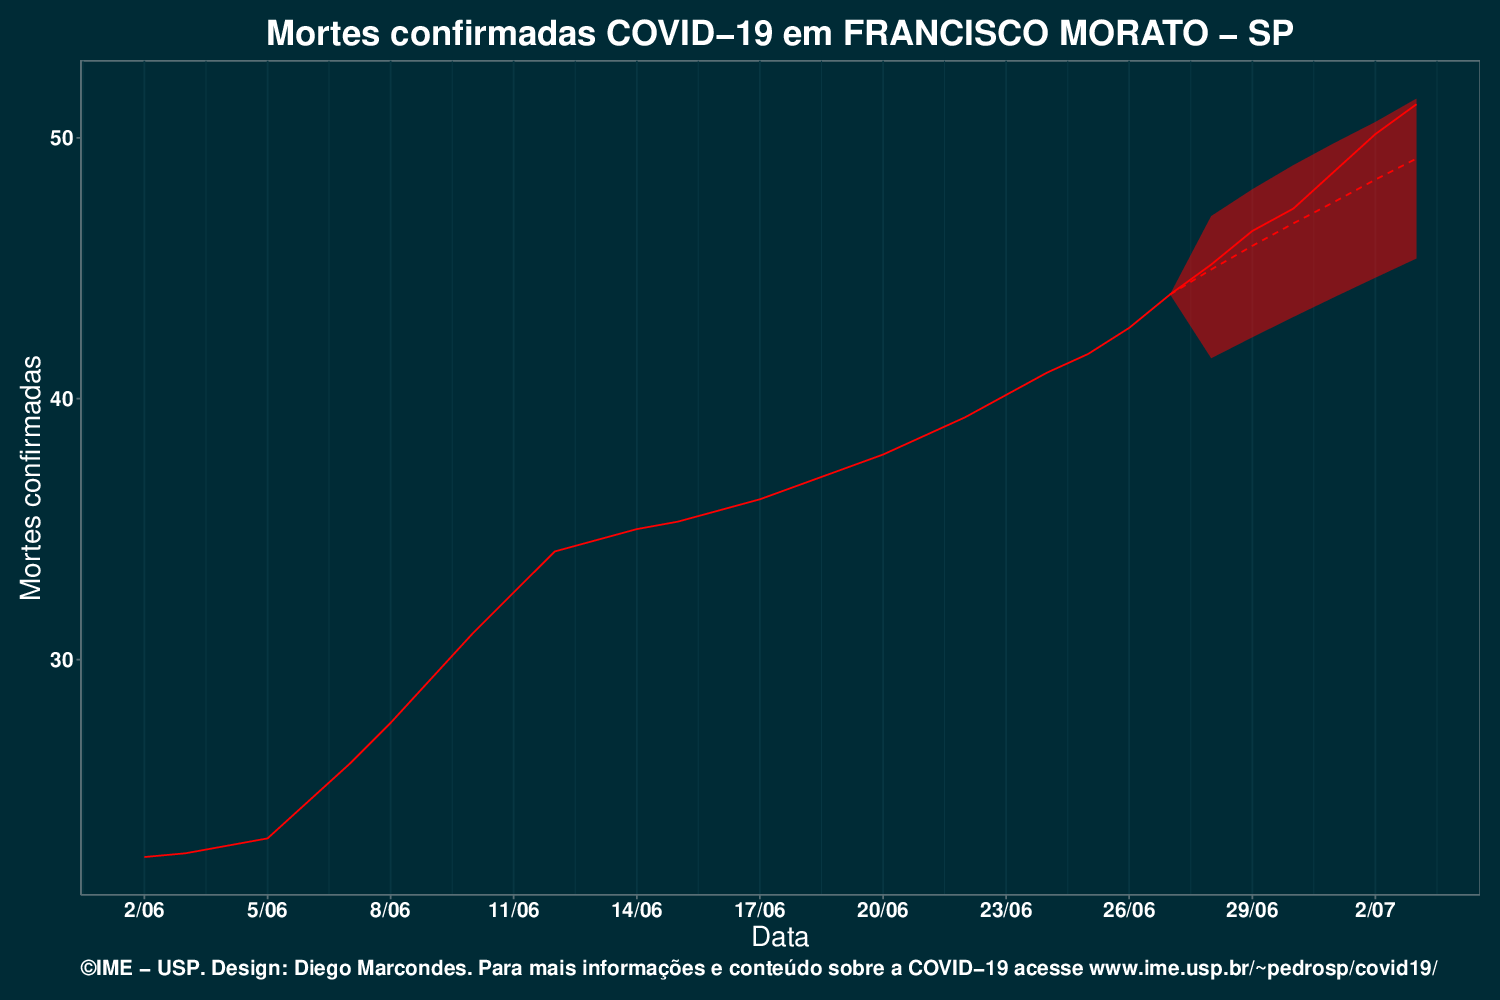 Mortes confirmadas COVID−19 em FRANCISCO MORATO − SP
50
40
30
Mortes confirmadas
2/06 5/06 8/06 11/06 14/06 17/06 20/06 23/06 26/06 29/06 2/07
Data
©IME − USP. Design: Diego Marcondes. Para mais informações e conteúdo sobre a COVID−19 acesse www.ime.usp.br/~pedrosp/covid19/